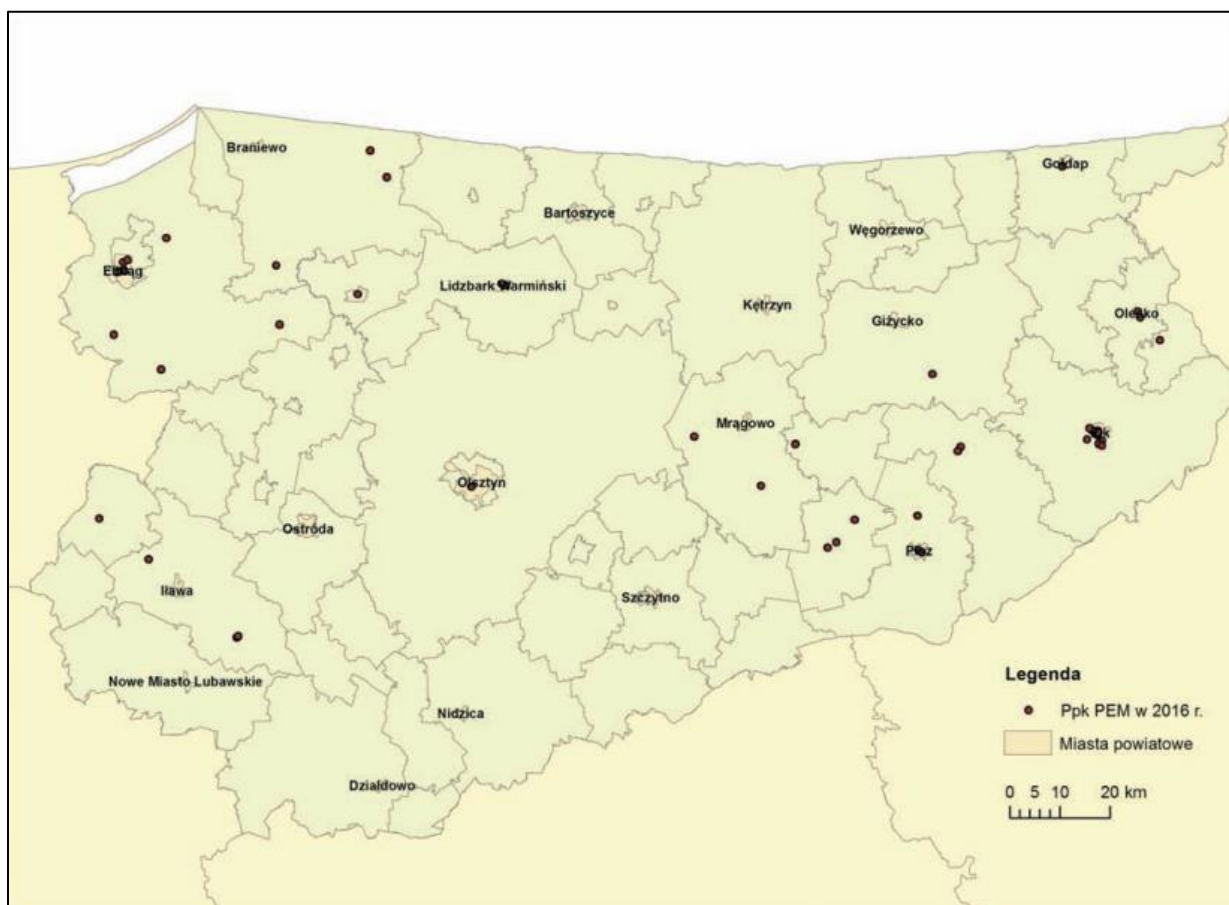 Braniewo
Gołdap
Bartoszyce
Węgorzewo
Elbląg
Lidzbark Warmiński
Kętrzyn
Giżycko
Olecko
Mrągowo
Olsztyn
Ostróda
Pisz
Iława
Szczytno
Nowe Miasto Lubawskie
Nidzica
Działdowo
Legenda
Ppk PEM w 2016 r.
Miasta powiatowe
0 5 10 20 km